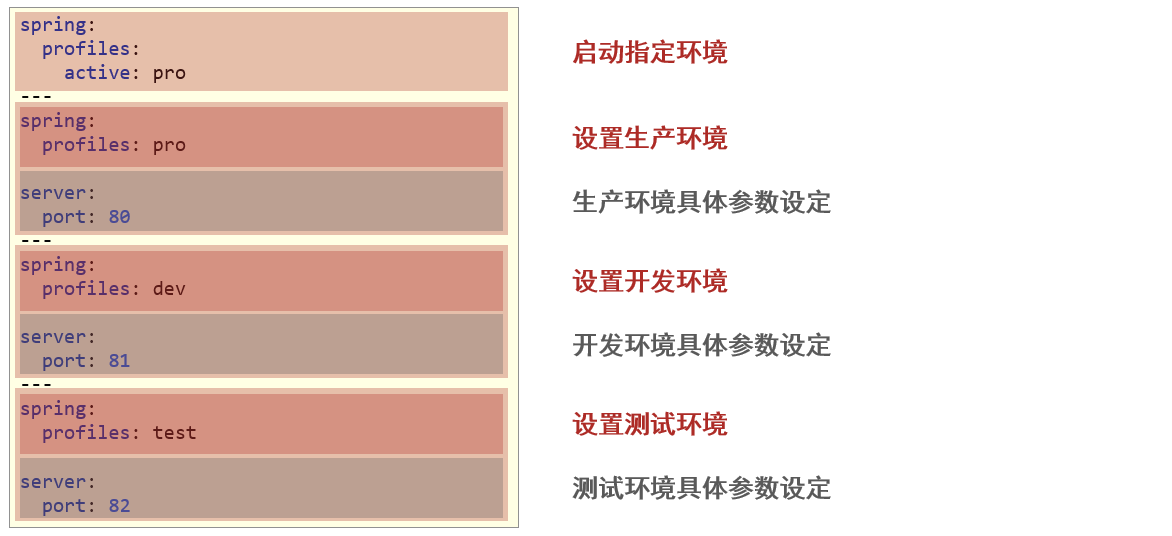 spring:
  profiles:
    active: pro
启动指定环境
---
spring:
  profiles: pro
设置生产环境
server:
  port: 80
生产环境具体参数设定
---
spring:
  profiles: dev
设置开发环境
server:
  port: 81
开发环境具体参数设定
---
spring:
  profiles: test
设置测试环境
server:
  port: 82
测试环境具体参数设定